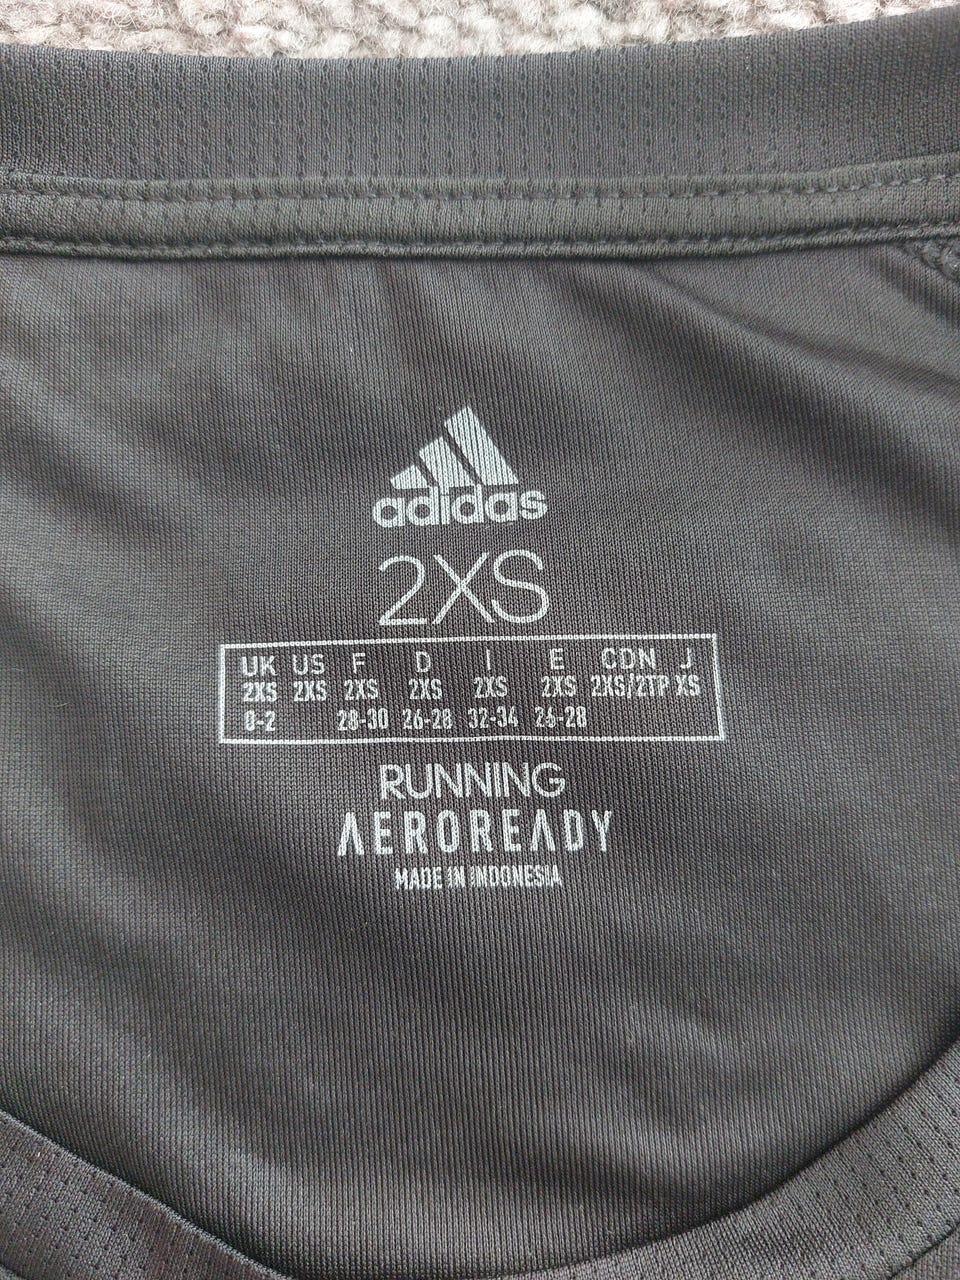 adidas
2XS
UK US F D I E CDN J
2XS 2XS 2XS 2XS 2XS 2XS 2XS/2TP XS
0-2 28-30 26-28 32-34 26-28
RUNNING
AEROREADY
MADE IN INDONESIA